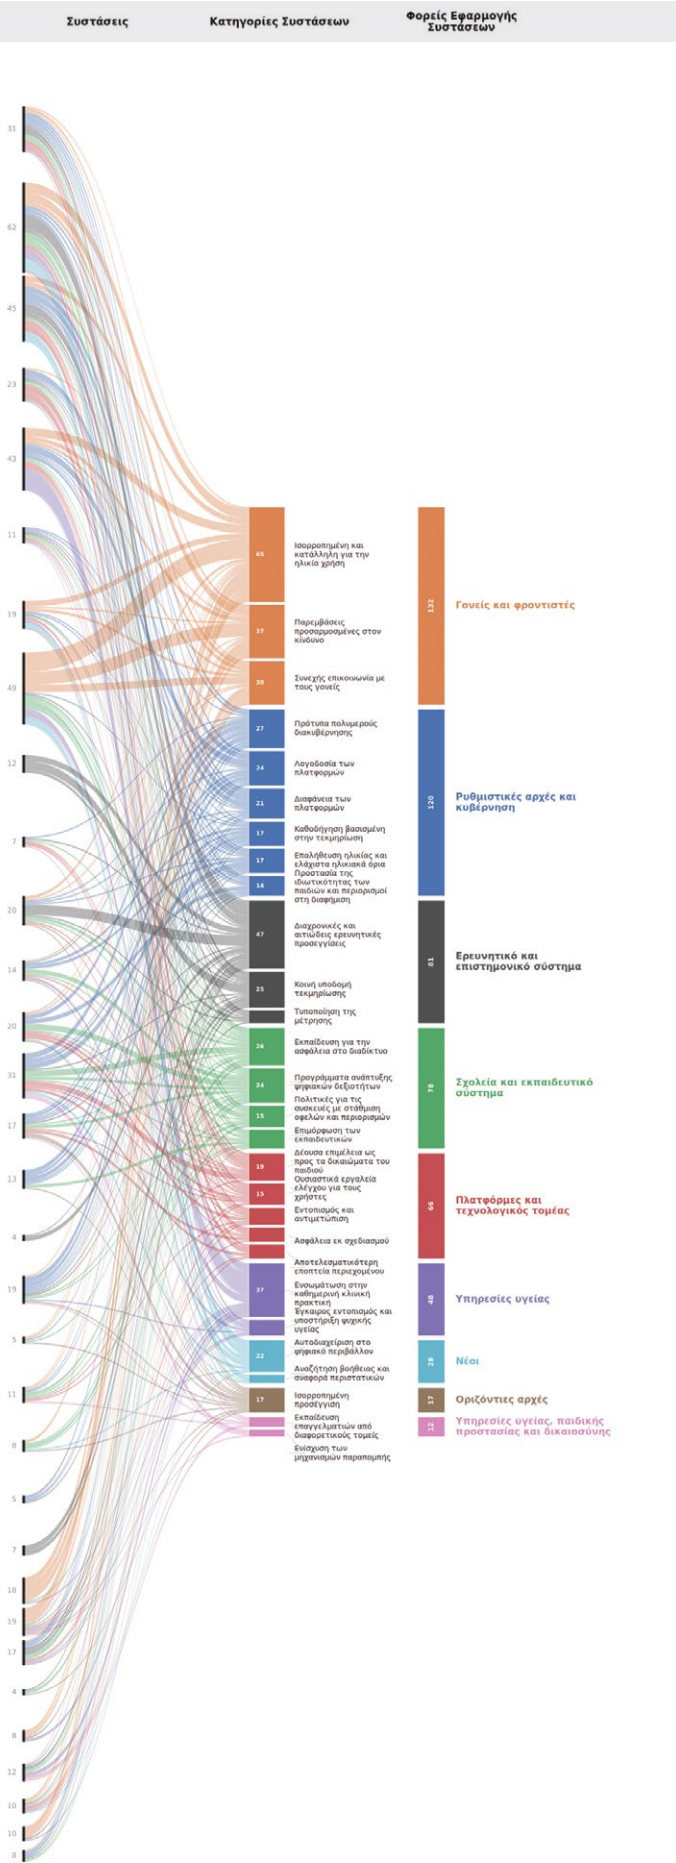 Συστάσεις
Κατηγορίες Συστάσεων
Φορείς Εφαρμογής
Συστάσεων
31
62
45
23
43
11
19
49
12
7
20
14
20
31
17
13
4
19
5
11
8
5
7
18
19
17
4
8
12
10
10
8
65
Ισορροπημένη και
κατάλληλη για την
ηλικία χρήση
37
Παρεμβάσεις
προσαρμοσμένες στον
κίνδυνο
30
Συνεχής επικοινωνία με
τους γονείς
27
Πρότυπα πολυμερούς
διακυβέρνησης
24
Λογοδοσία των
πλατφορμών
21
Διαφάνεια των
πλατφορμών
17
Καθοδήγηση βασισμένη
στην τεκμηρίωση
17
Επαλήθευση ηλικίας και
ελάχιστα ηλικιακά όρια
14
Προστασία της
ιδιωτικότητας των
παιδιών και περιορισμοί
στη διαφήμιση
47
Διαχρονικές και
αιτιώδεις ερευνητικές
προσεγγίσεις
25
Κοινή υποδομή
τεκμηρίωσης
Τυποποίηση της
μέτρησης
26
Εκπαίδευση για την
ασφάλεια στο διαδίκτυο
24
Προγράμματα ανάπτυξης
ψηφιακών δεξιοτήτων
15
Πολιτικές για τις
συσκευές με στάθμιση
οφελών και περιορισμών
Επιμόρφωση των
εκπαιδευτικών
19
Δέουσα επιμέλεια ως
προς τα δικαιώματα του
παιδιού
15
Ουσιαστικά εργαλεία
ελέγχου για τους
χρήστες
Εντοπισμός και
αντιμετώπιση
Ασφάλεια εκ σχεδιασμού
Αποτελεσματικότερη
εποπτεία περιεχομένου
37
Ενσωμάτωση στην
καθημερινή κλινική
πρακτική
Έγκαιρος εντοπισμός και
υποστήριξη ψυχικής
υγείας
22
Αυτοδιαχείριση στο
ψηφιακό περιβάλλον
Αναζήτηση βοήθειας και
αναφορά περιστατικών
17
Ισορροπημένη
προσέγγιση
Εκπαίδευση
επαγγελματιών από
διαφορετικούς τομείς
Ενίσχυση των
μηχανισμών παραπομπής
132
Γονείς και φροντιστές
120
Ρυθμιστικές αρχές και
κυβέρνηση
81
Ερευνητικό και
επιστημονικό σύστημα
78
Σχολεία και εκπαιδευτικό
σύστημα
66
Πλατφόρμες και
τεχνολογικός τομέας
48
Υπηρεσίες υγείας
28
Νέοι
17
Οριζόντιες αρχές
12
Υπηρεσίες υγείας, παιδικής
προστασίας και δικαιοσύνης